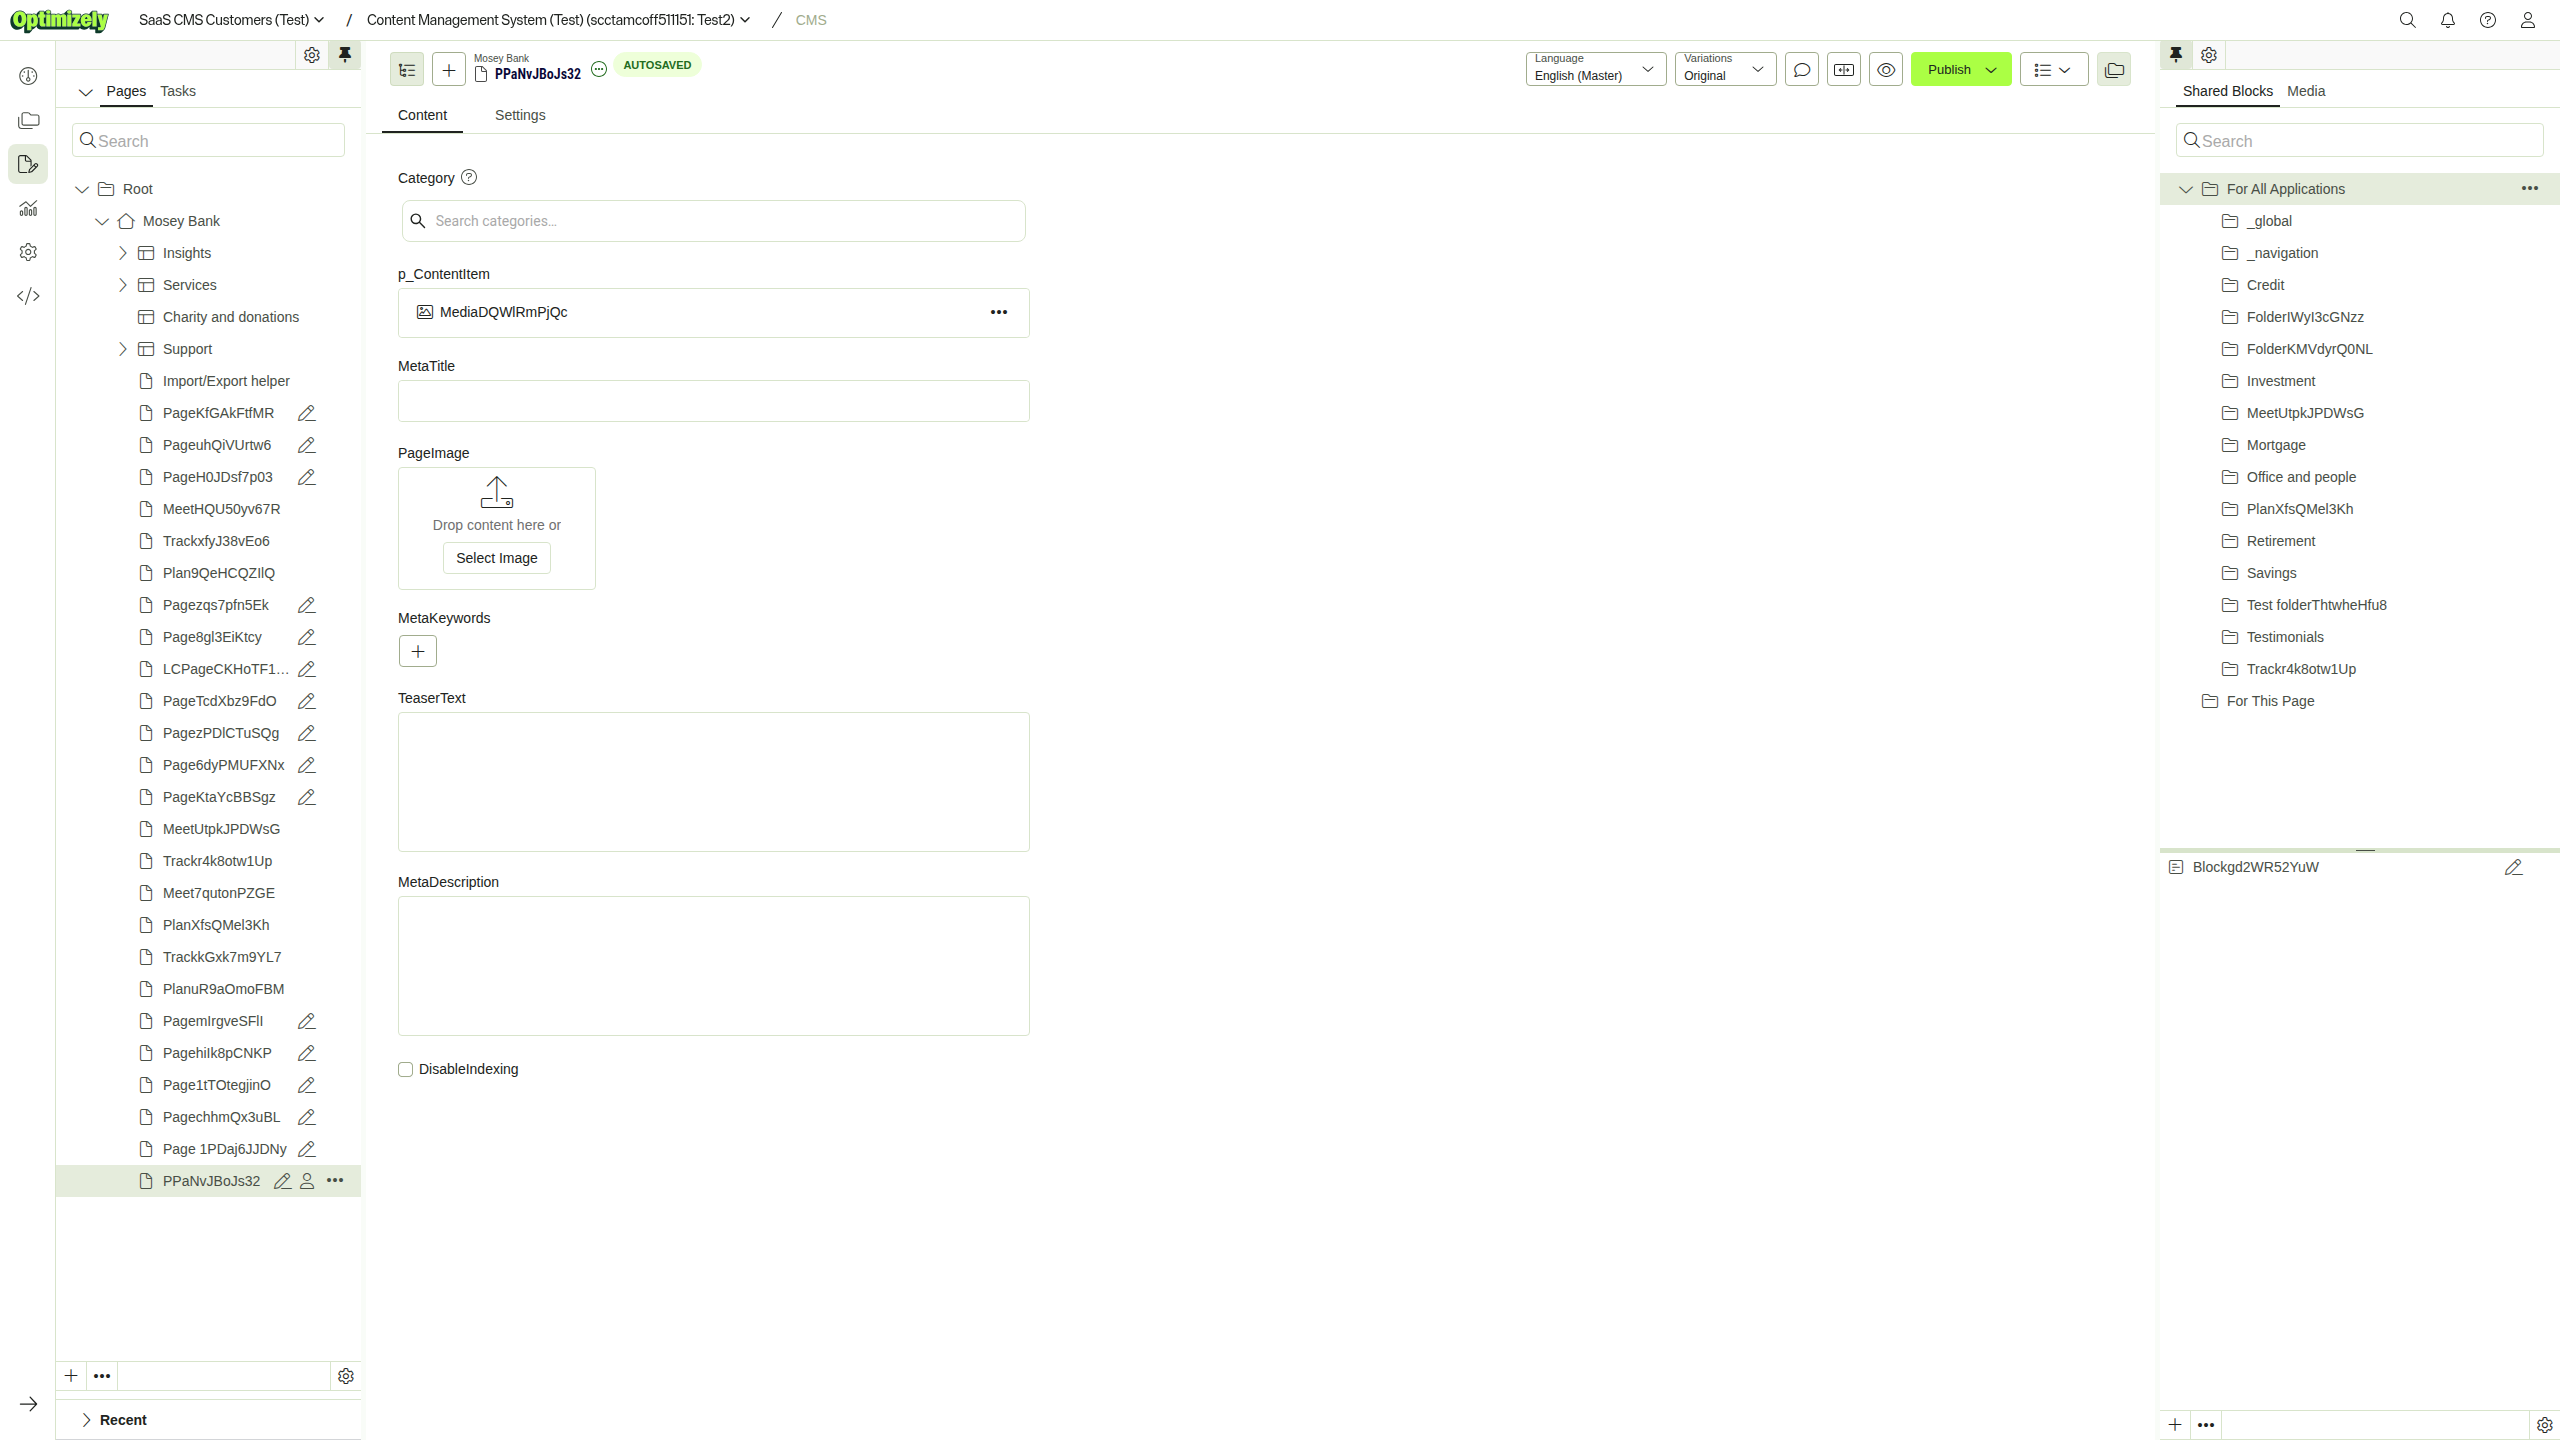 Optimizely
SaaS CMS Customers (Test) / Content Management System (Test) (scctamcoff511151: Test2) / CMS
Pages Tasks
Search
Root
Mosey Bank
Insights
Services
Charity and donations
Support
Import/Export helper
PageKfGAkFtfMR
PageuhQiVUrtw6
PageH0JDsf7p03
MeetHQU50yv67R
TrackxfyJ38vEo6
Plan9QeHCQZIlQ
Pagezqs7pfn5Ek
Page8gl3EiKtcy
LCPageCKHoTF1...
PageTcdXbz9FdO
PagezPDlCTuSQg
Page6dyPMUFXNx
PageKtaYcBBSgz
MeetUtpkJPDWsG
Trackr4k8otw1Up
Meet7qutonPZGE
PlanXfsQMel3Kh
TrackkGxk7m9YL7
PlanuR9aOmoFBM
PagemIrgveSFlI
PagehiIk8pCNKP
Page1tTOtegjinO
PagechhmQx3uBL
Page 1PDaj6JJDNy
PPaNvJBoJs32
Recent
Mosey Bank
PPaNvJBoJs32
AUTOSAVED
Language
English (Master)
Variations
Original
Publish
Content Settings
Category
Search categories...
p_ContentItem
MediaDQWlRmPjQc
MetaTitle
PageImage
Drop content here or
Select Image
MetaKeywords
TeaserText
MetaDescription
DisableIndexing
Shared Blocks Media
Search
For All Applications
_global
_navigation
Credit
FolderIWyI3cGNzz
FolderKMVdyrQ0NL
Investment
MeetUtpkJPDWsG
Mortgage
Office and people
PlanXfsQMel3Kh
Retirement
Savings
Test folderThtwheHfu8
Testimonials
Trackr4k8otw1Up
For This Page
Blockgd2WR52YuW